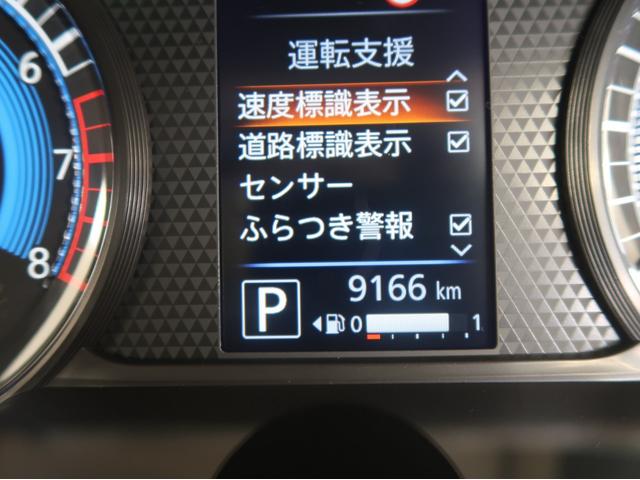 運転支援
速度標識表示
道路標識表示
センサー
ふらつき警報
P
9166 km
0 1
6
7
8